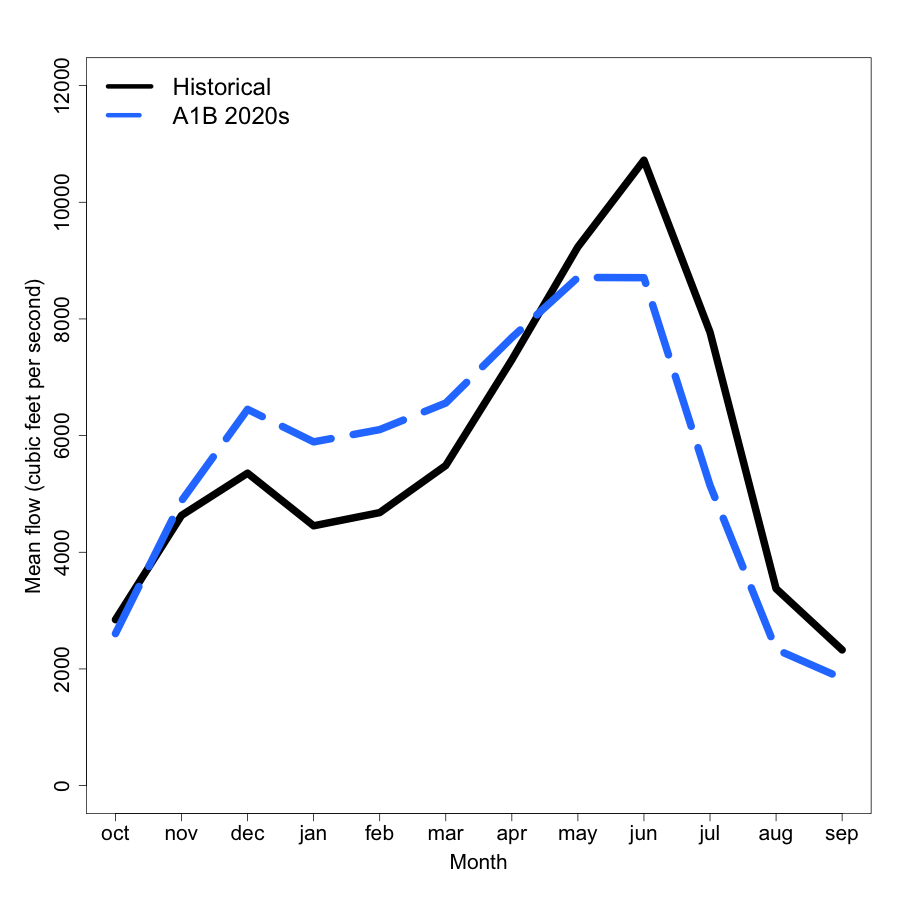 Historical
A1B 2020s
Mean flow (cubic feet per second)
12000
10000
8000
6000
4000
2000
0
oct nov dec jan feb mar apr may jun jul aug sep
Month